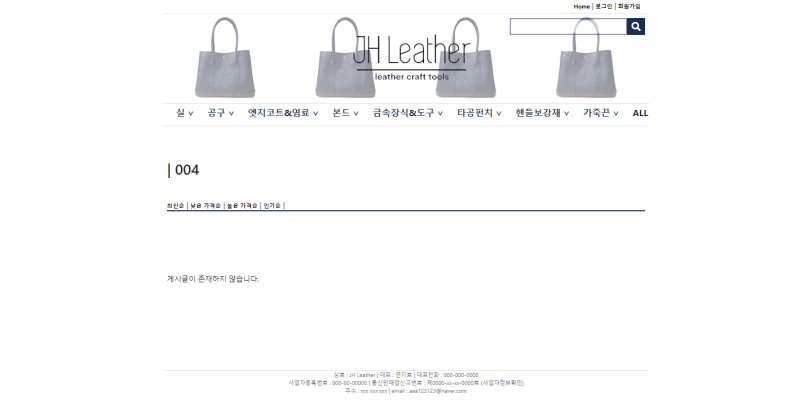 Home | 로그인 | 회원가입
JH Leather
leather craft tools
실 ∨ 공구 ∨ 엣지코트&염료 ∨ 본드 ∨ 금속장식&도구 ∨ 타공펀치 ∨ 핸들보강재 ∨ 가죽끈 ∨ ALL
| 004
최신순 | 낮은 가격순 | 높은 가격순 | 인기순 |
게시글이 존재하지 않습니다.
상호 : JH Leather | 대표 : 연지호 | 대표전화 : 000-000-0000
사업자등록번호 : 000-00-00000 | 통신판매업신고번호 : 제0000-xx-xx-0000호 (사업자정보확인)
주소 : xxx xxx xxx | email : aaa123123@naver.com